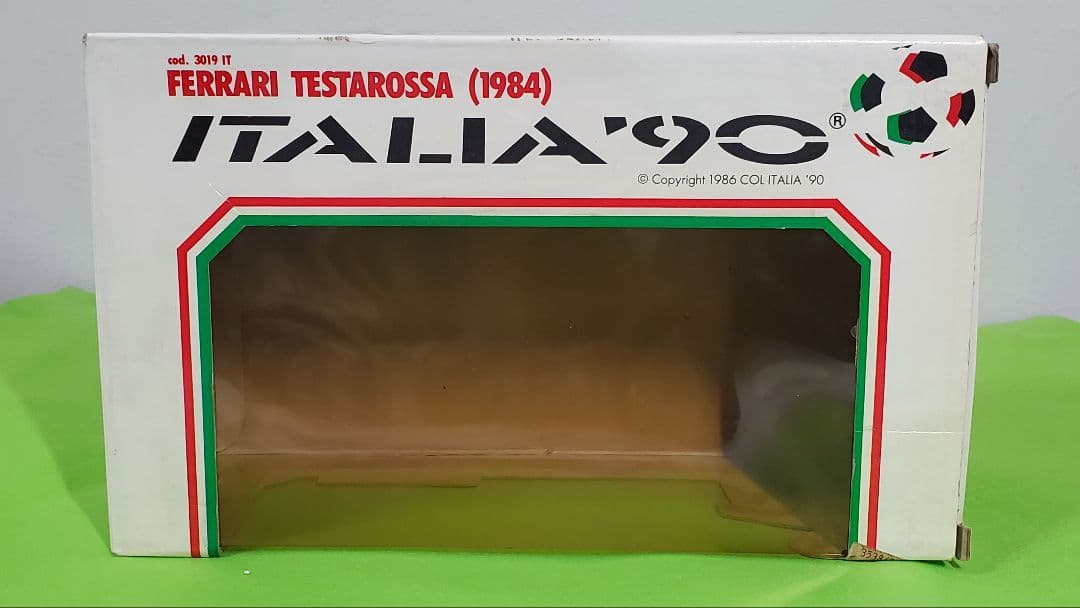 cod. 3019 IT
FERRARI TESTAROSSA (1984)
ITALIA'90 ®
© Copyright 1986 COL ITALIA '90